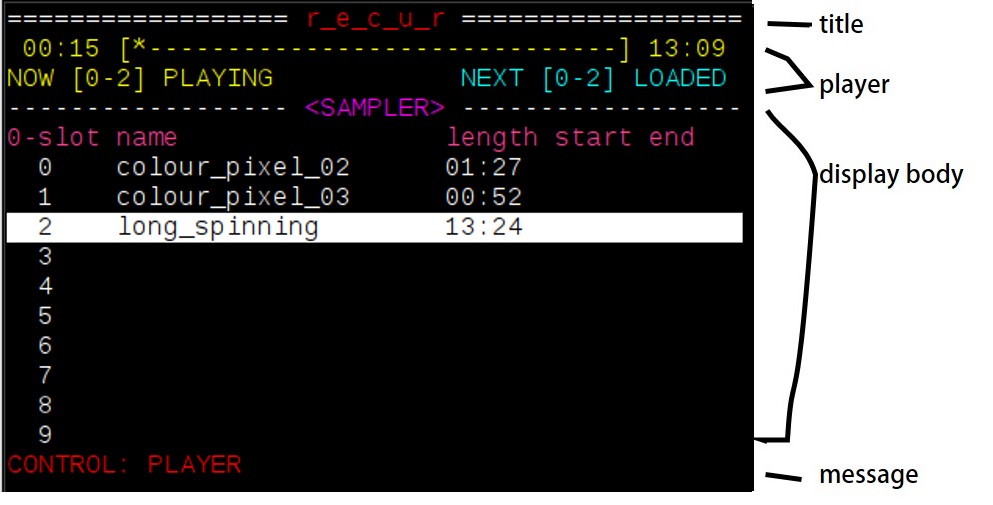 ================== r_e_c_u_r ==================
00:15 [*------------------------------] 13:09
NOW [0-2] PLAYING NEXT [0-2] LOADED
------------------ <SAMPLER> ------------------
0-slot name length start end
0 colour_pixel_02 01:27
1 colour_pixel_03 00:52
2 long_spinning 13:24
3
4
5
6
7
8
9
CONTROL: PLAYER
title
player
display body
message